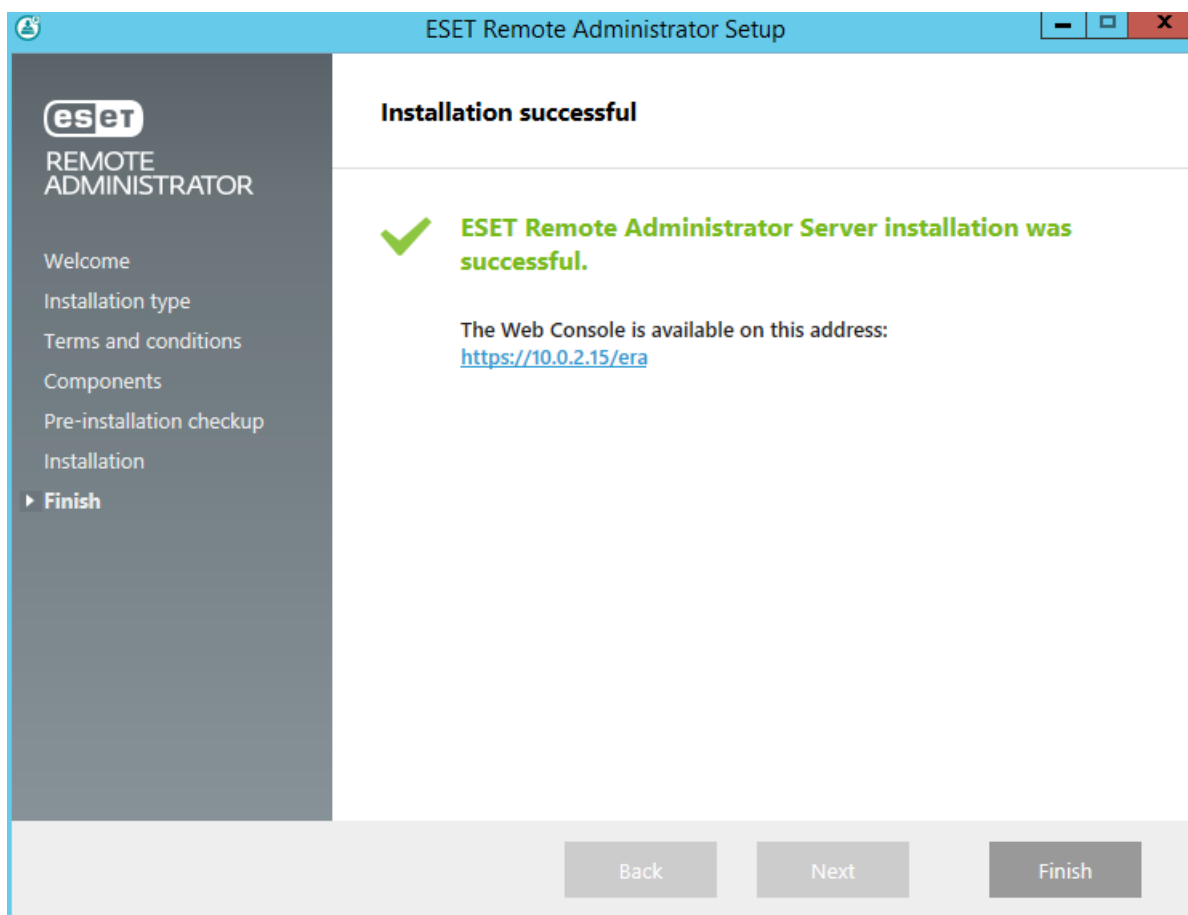 ESET Remote Administrator Setup
eseT
REMOTE
ADMINISTRATOR
Welcome
Installation type
Terms and conditions
Components
Pre-installation checkup
Installation
Finish
Installation successful
ESET Remote Administrator Server installation was
successful.
The Web Console is available on this address:
https://10.0.2.15/era
Back
Next
Finish